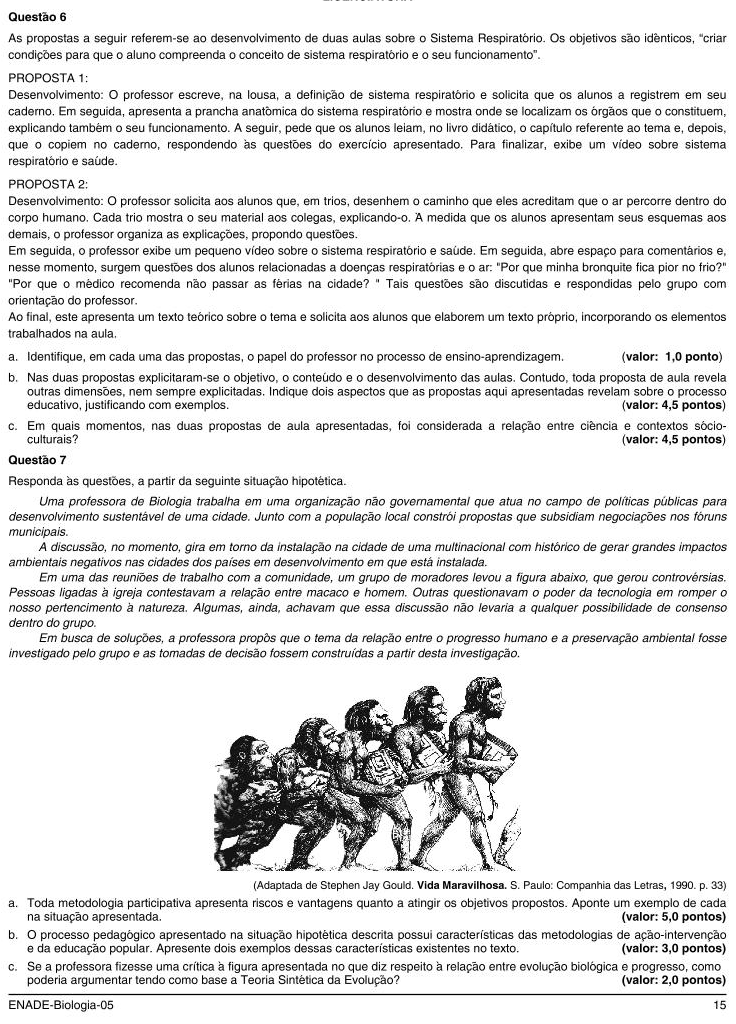 Questão 6
As propostas a seguir referem-se ao desenvolvimento de duas aulas sobre o Sistema Respiratório. Os objetivos são idênticos, "criar
condições para que o aluno compreenda o conceito de sistema respiratório e o seu funcionamento".
PROPOSTA 1:
Desenvolvimento: O professor escreve, na lousa, a definição de sistema respiratório e solicita que os alunos a registrem em seu
caderno. Em seguida, apresenta a prancha anatômica do sistema respiratório e mostra onde se localizam os órgãos que o constituem,
explicando também o seu funcionamento. A seguir, pede que os alunos leiam, no livro didático, o capítulo referente ao tema e, depois,
que o copiem no caderno, respondendo às questões do exercício apresentado. Para finalizar, exibe um vídeo sobre sistema
respiratório e saúde.
PROPOSTA 2:
Desenvolvimento: O professor solicita aos alunos que, em trios, desenhem o caminho que eles acreditam que o ar percorre dentro do
corpo humano. Cada trio mostra o seu material aos colegas, explicando-o. À medida que os alunos apresentam seus esquemas aos
demais, o professor organiza as explicações, propondo questões.
Em seguida, o professor exibe um pequeno vídeo sobre o sistema respiratório e saúde. Em seguida, abre espaço para comentários e,
nesse momento, surgem questões dos alunos relacionadas a doenças respiratórias e o ar: "Por que minha bronquite fica pior no frio?"
"Por que o médico recomenda não passar as férias na cidade? " Tais questões são discutidas e respondidas pelo grupo com
orientação do professor.
Ao final, este apresenta um texto teórico sobre o tema e solicita aos alunos que elaborem um texto próprio, incorporando os elementos
trabalhados na aula.
a. Identifique, em cada uma das propostas, o papel do professor no processo de ensino-aprendizagem. (valor: 1,0 ponto)
b. Nas duas propostas explicitaram-se o objetivo, o conteúdo e o desenvolvimento das aulas. Contudo, toda proposta de aula revela
outras dimensões, nem sempre explicitadas. Indique dois aspectos que as propostas aqui apresentadas revelam sobre o processo
educativo, justificando com exemplos. (valor: 4,5 pontos)
c. Em quais momentos, nas duas propostas de aula apresentadas, foi considerada a relação entre ciência e contextos sócio-
culturais? (valor: 4,5 pontos)
Questão 7
Responda às questões, a partir da seguinte situação hipotética.
Uma professora de Biologia trabalha em uma organização não governamental que atua no campo de políticas públicas para
desenvolvimento sustentável de uma cidade. Junto com a população local constrói propostas que subsidiam negociações nos fóruns
municipais.
A discussão, no momento, gira em torno da instalação na cidade de uma multinacional com histórico de gerar grandes impactos
ambientais negativos nas cidades dos países em desenvolvimento em que está instalada.
Em uma das reuniões de trabalho com a comunidade, um grupo de moradores levou a figura abaixo, que gerou controvérsias.
Pessoas ligadas à igreja contestavam a relação entre macaco e homem. Outras questionavam o poder da tecnologia em romper o
nosso pertencimento à natureza. Algumas, ainda, achavam que essa discussão não levaria a qualquer possibilidade de consenso
dentro do grupo.
Em busca de soluções, a professora propôs que o tema da relação entre o progresso humano e a preservação ambiental fosse
investigado pelo grupo e as tomadas de decisão fossem construídas a partir desta investigação.
(Adaptada de Stephen Jay Gould. Vida Maravilhosa. S. Paulo: Companhia das Letras, 1990. p. 33)
a. Toda metodologia participativa apresenta riscos e vantagens quanto a atingir os objetivos propostos. Aponte um exemplo de cada
na situação apresentada. (valor: 5,0 pontos)
b. O processo pedagógico apresentado na situação hipotética descrita possui características das metodologias de ação-intervenção
e da educação popular. Apresente dois exemplos dessas características existentes no texto. (valor: 3,0 pontos)
c. Se a professora fizesse uma crítica à figura apresentada no que diz respeito à relação entre evolução biológica e progresso, como
poderia argumentar tendo como base a Teoria Sintética da Evolução? (valor: 2,0 pontos)
ENADE-Biologia-05 15